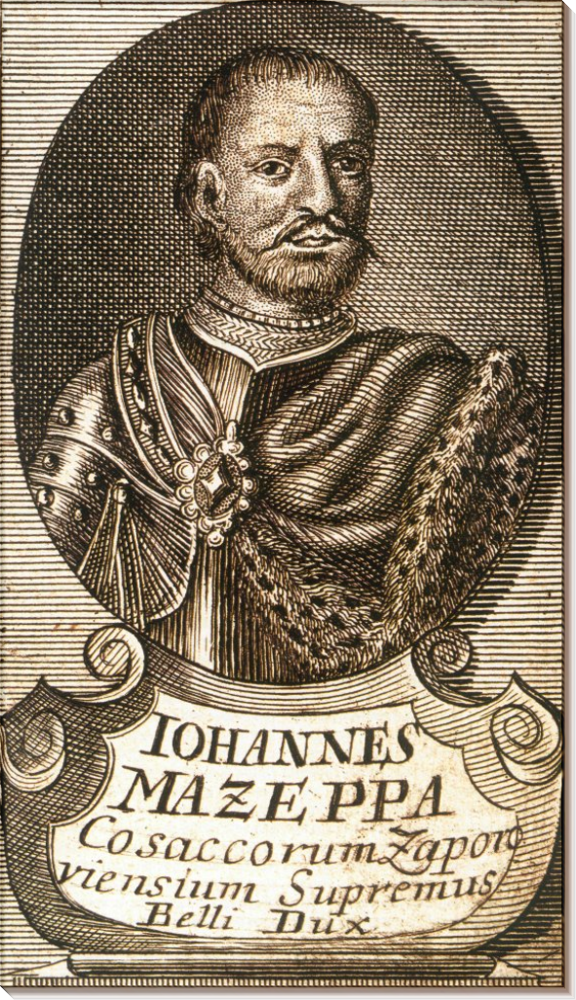 IOHANNES
MAZEPPA
Cosaccorum Zaporo
viensium Supremus
Belli Dux